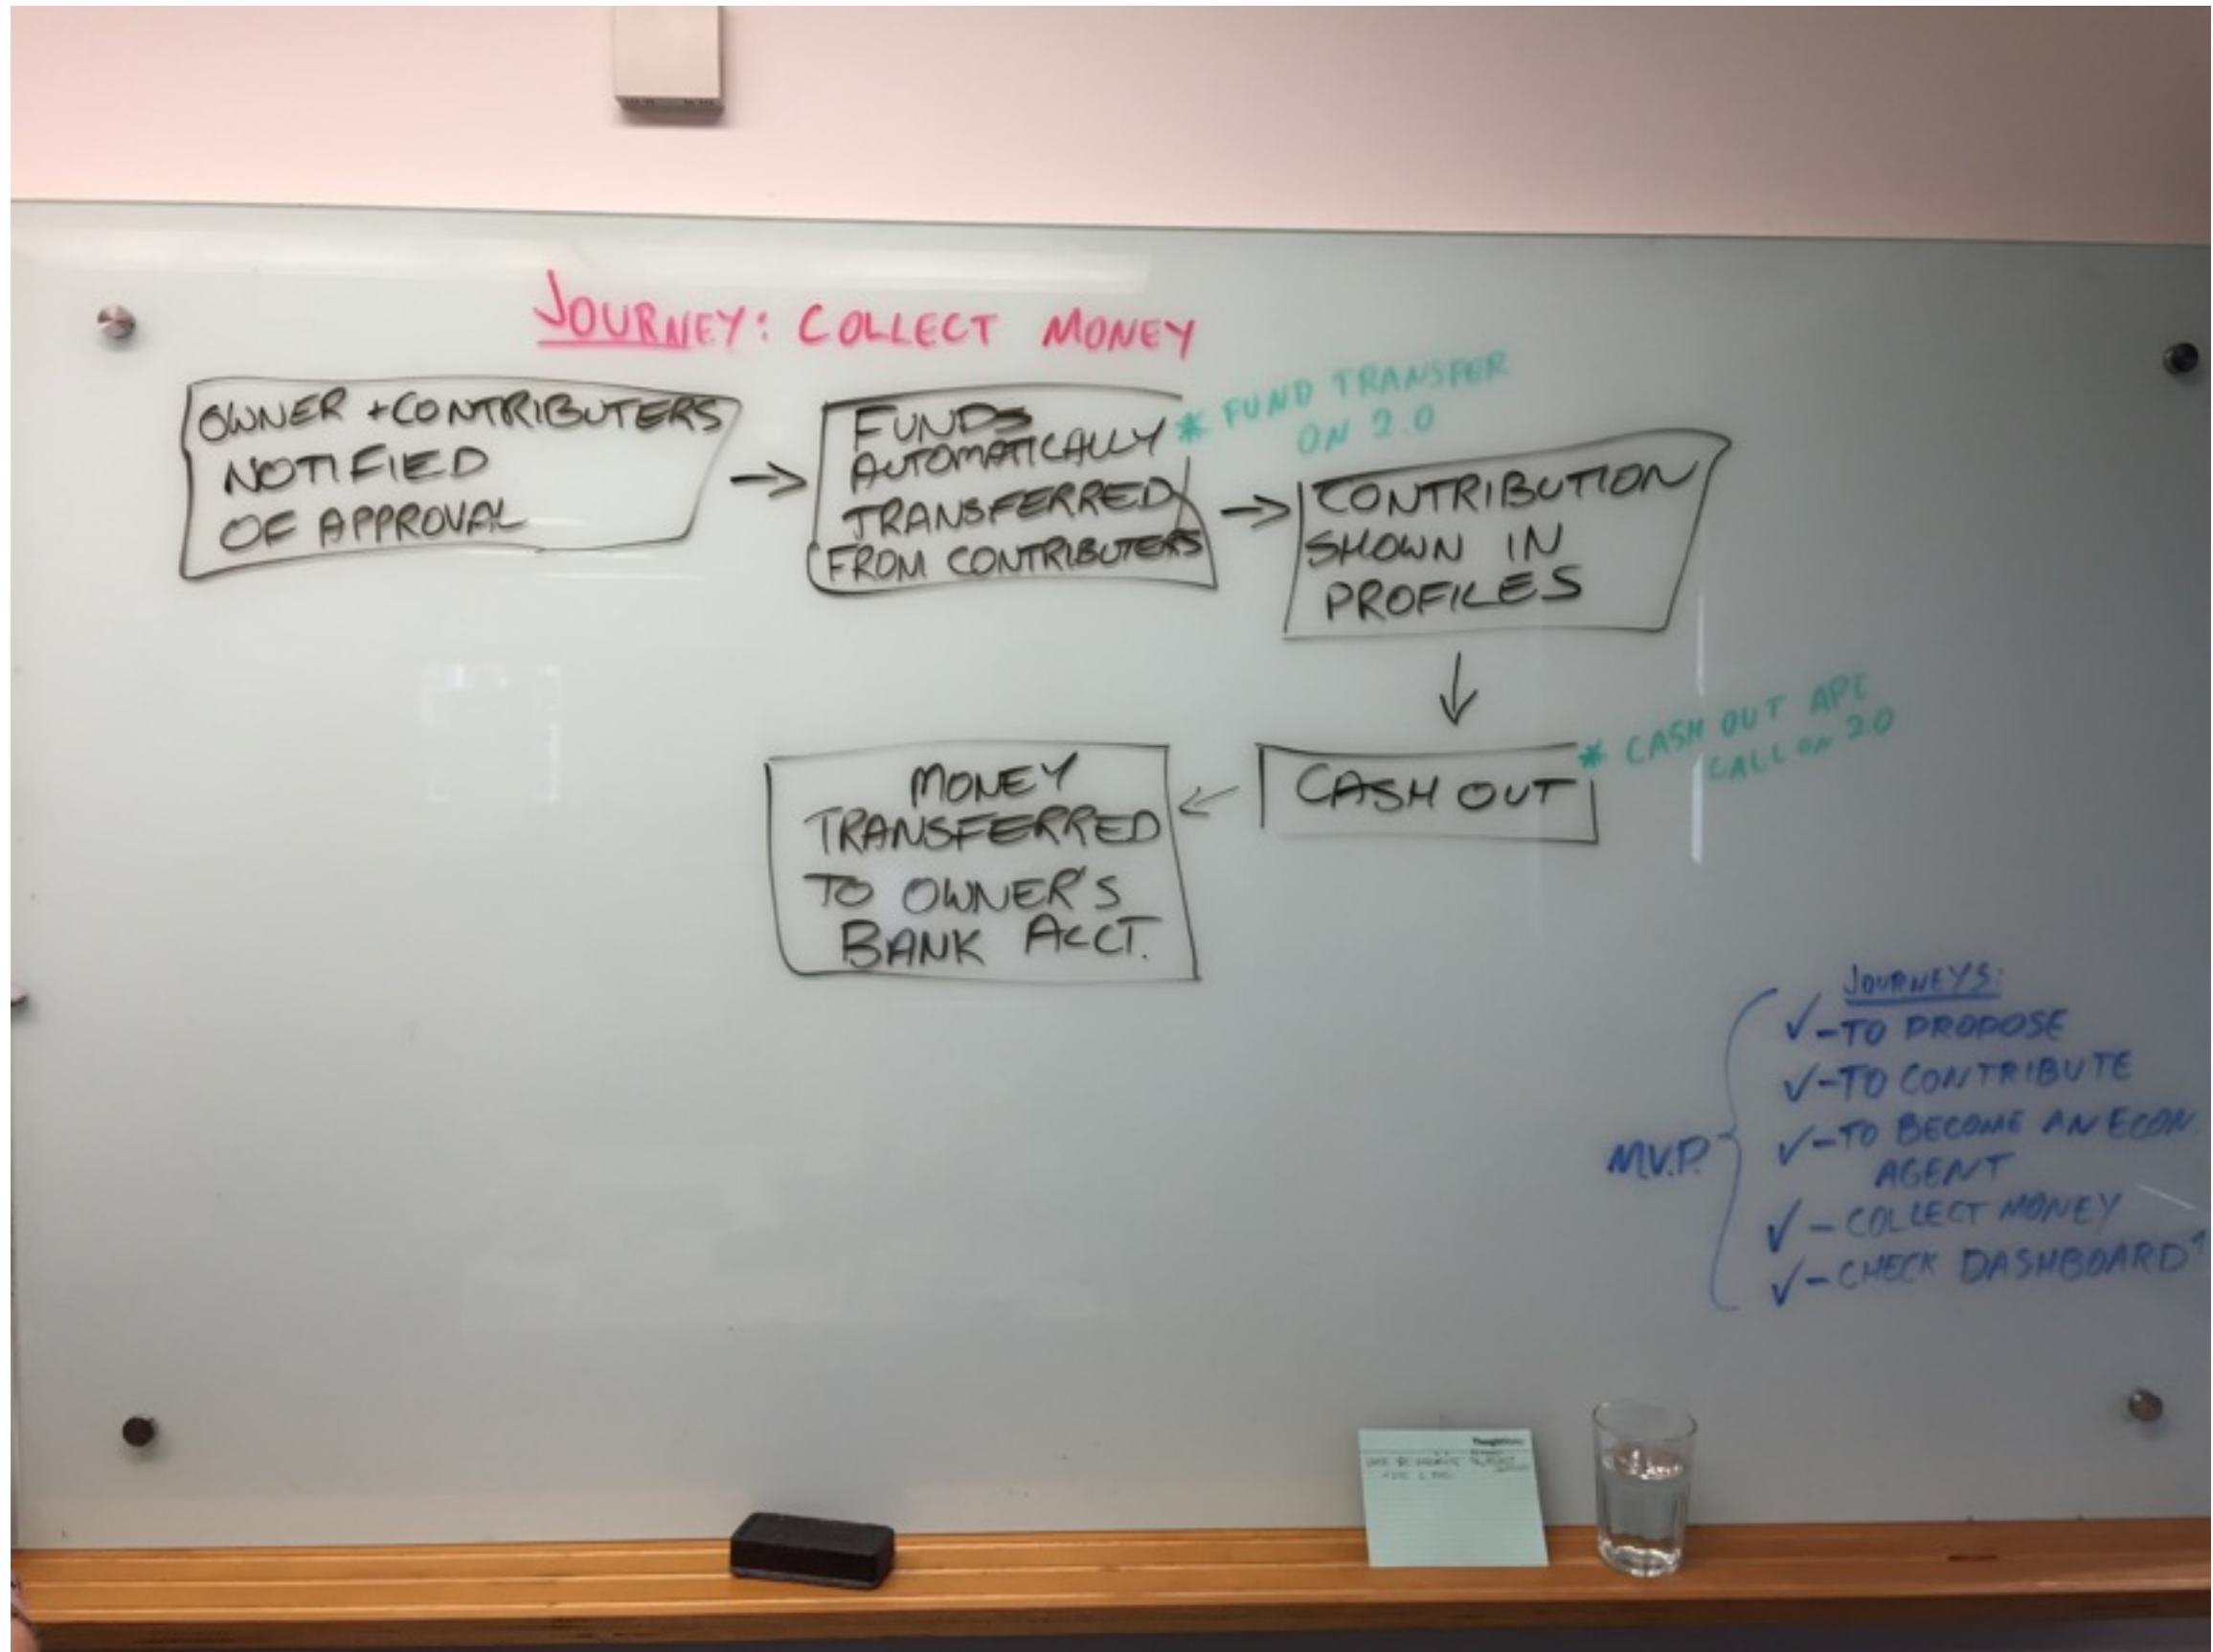 JOURNEY: COLLECT MONEY
OWNER + CONTRIBUTERS
NOTIFIED
OF APPROVAL
FUNDS
AUTOMATICALLY
TRANSFERRED
FROM CONTRIBUTERS
* FUND TRANSFER
ON 2.0
CONTRIBUTION
SHOWN IN
PROFILES
CASH OUT
* CASH OUT API
CALL ON 2.0
MONEY
TRANSFERRED
TO OWNER'S
BANK ACCT.
M.V.P.
JOURNEYS:
✓-TO PROPOSE
✓-TO CONTRIBUTE
✓-TO BECOME AN ECON.
AGENT
✓-COLLECT MONEY
✓-CHECK DASHBOARD